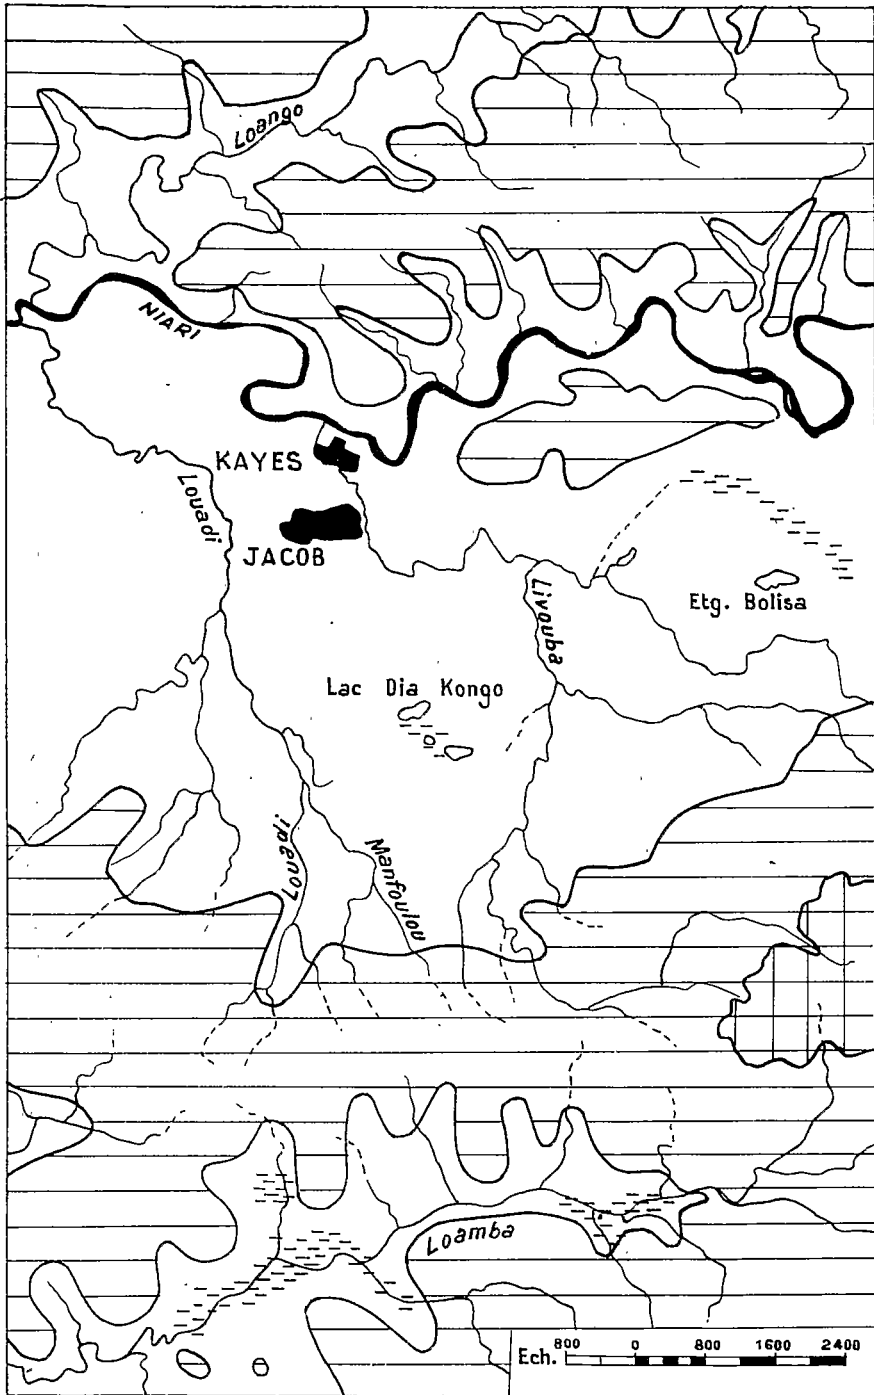 Loango
NIARI
KAYES
Louadi
JACOB
Livouba
Etg. Bolisa
Lac Dia Kongo
Louadi
Manfoulou
Loamba
Ech.
800 0 800 1600 2400